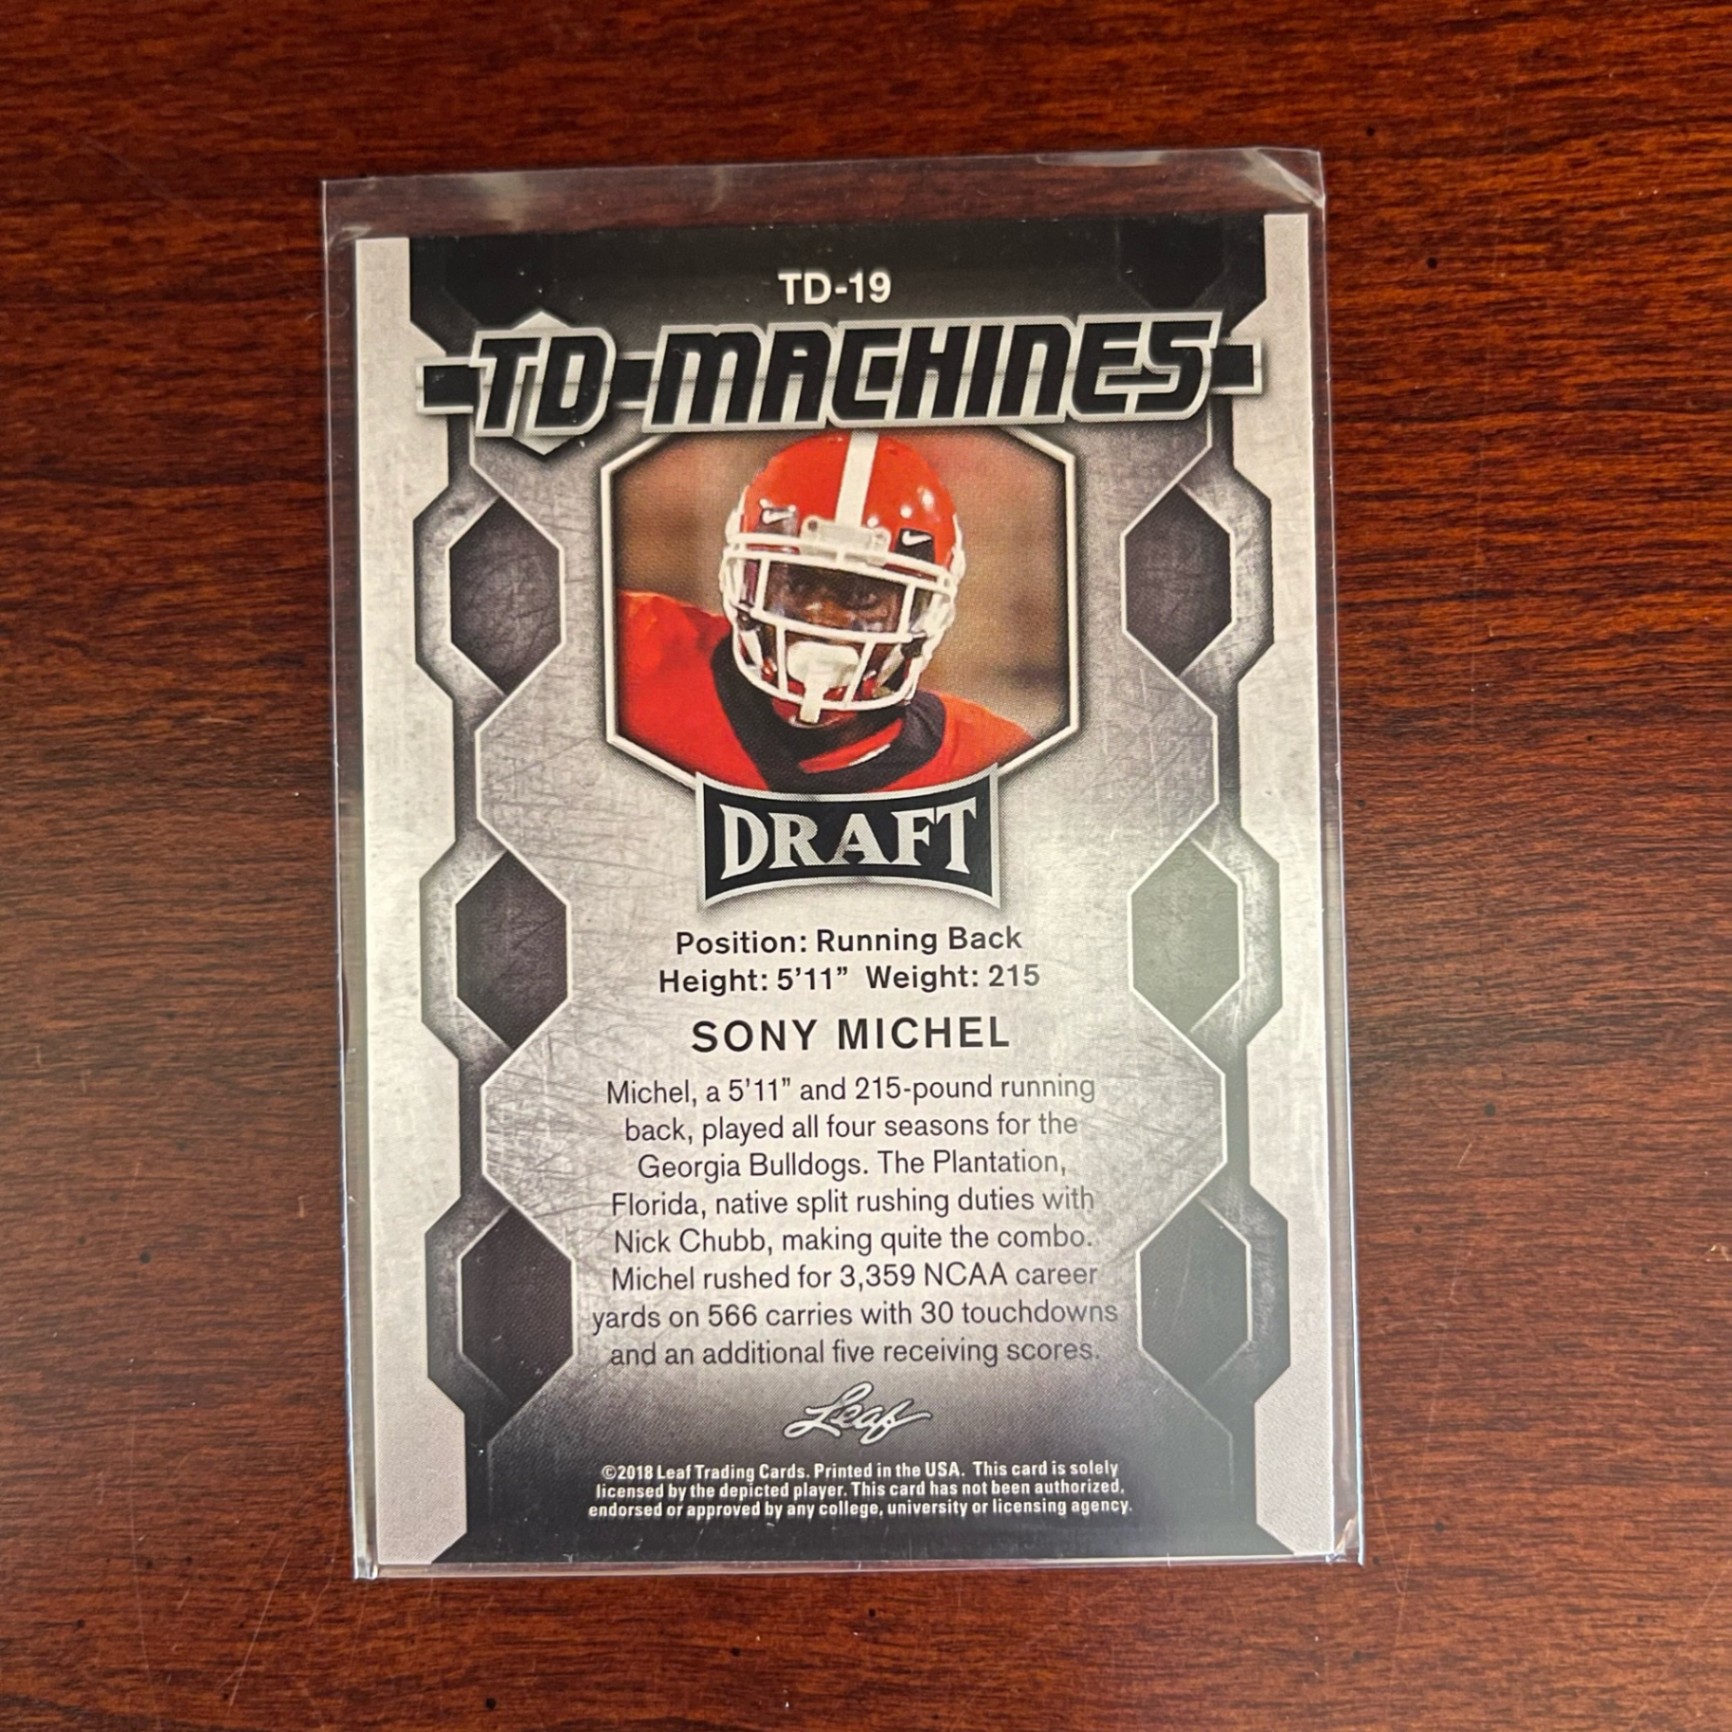 TD-19
TD-MACHINES
DRAFT
Position: Running Back
Height: 5'11" Weight: 215
SONY MICHEL
Michel, a 5'11" and 215-pound running
back, played all four seasons for the
Georgia Bulldogs. The Plantation,
Florida, native split rushing duties with
Nick Chubb, making quite the combo.
Michel rushed for 3,359 NCAA career
yards on 566 carries with 30 touchdowns
and an additional five receiving scores.
Leaf
©2018 Leaf Trading Cards. Printed in the USA. This card is solely
licensed by the depicted player. This card has not been authorized,
endorsed or approved by any college, university or licensing agency.